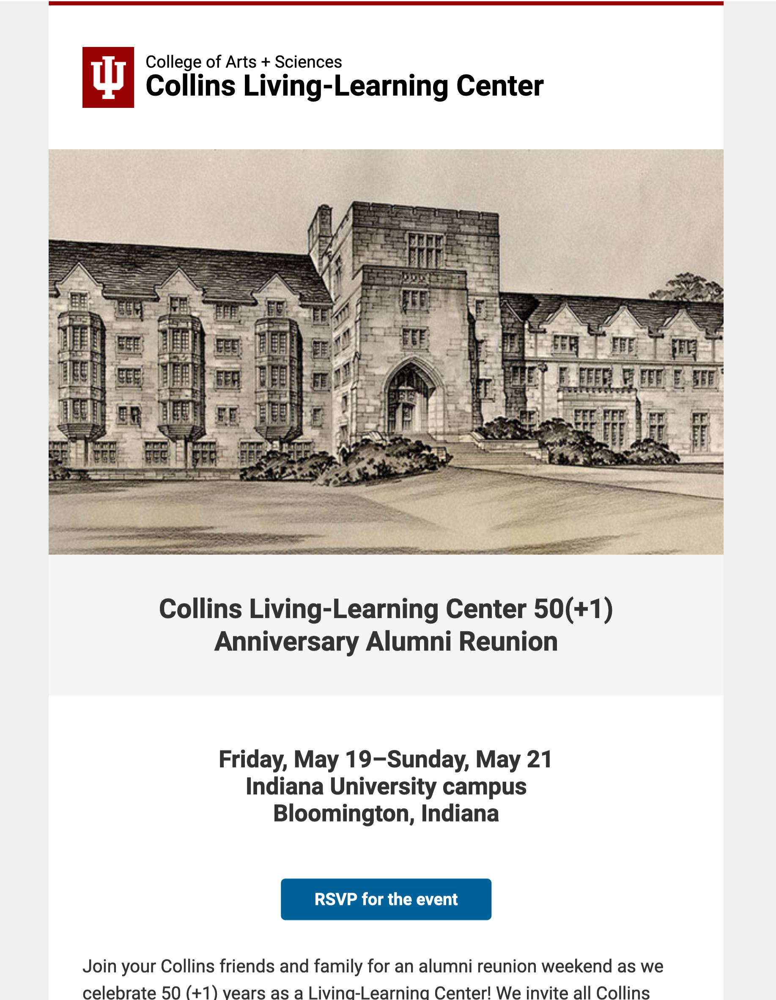 College of Arts + Sciences
Collins Living-Learning Center
Collins Living-Learning Center 50(+1)
Anniversary Alumni Reunion
Friday, May 19–Sunday, May 21
Indiana University campus
Bloomington, Indiana
RSVP for the event
Join your Collins friends and family for an alumni reunion weekend as we
celebrate 50 (+1) years as a Living-Learning Center! We invite all Collins